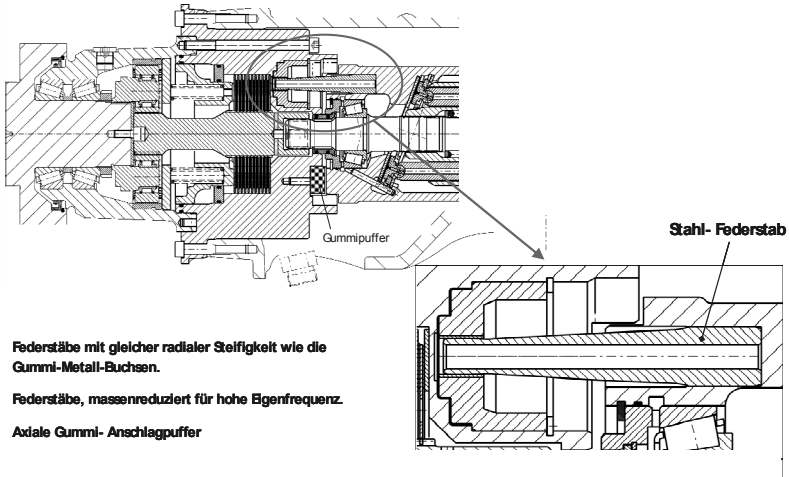 Gummipuffer
Stahl- Federstab
Federstäbe mit gleicher radialer Steifigkeit wie die
Gummi-Metall-Buchsen.
Federstäbe, massenreduziert für hohe Eigenfrequenz.
Axiale Gummi- Anschlagpuffer